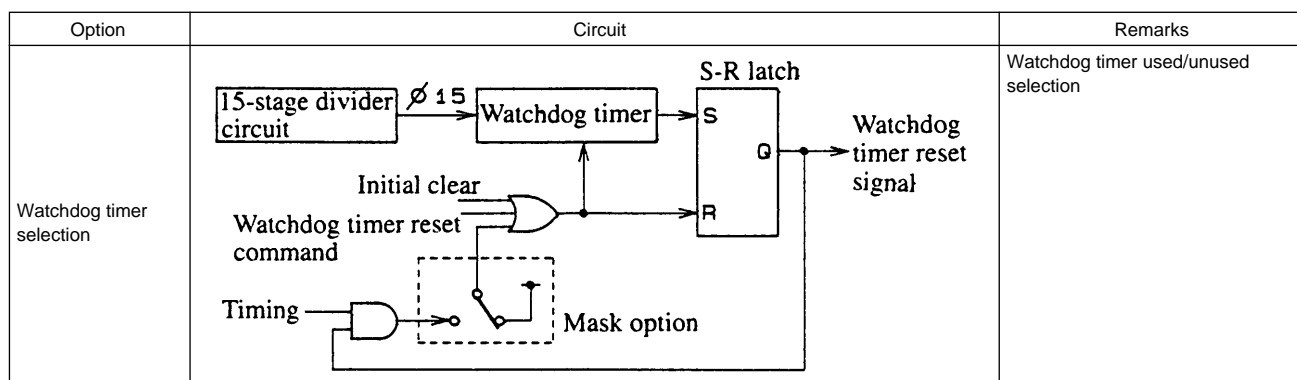 Option
Circuit
Remarks
Watchdog timer
selection
15-stage divider
circuit
Ø 15
Watchdog timer
S-R latch
S
Q
R
Watchdog
timer reset
signal
Initial clear
Watchdog timer reset
command
Timing
Mask option
Watchdog timer used/unused
selection